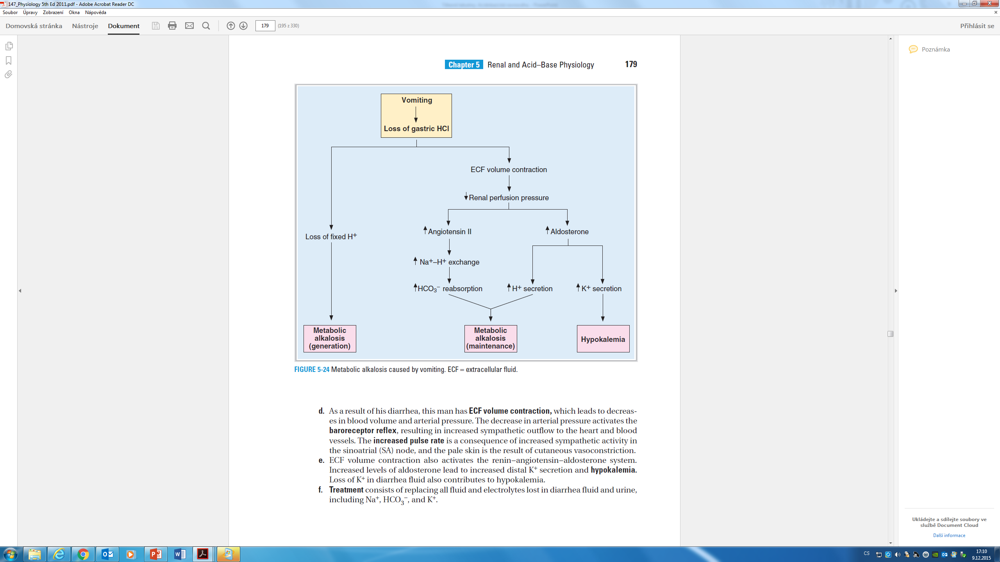 147_Physiology 5th Ed 2011.pdf - Adobe Acrobat Reader DC
Soubor Úpravy Zobrazení Okna Nápověda
Domovská stránka Nástroje Dokument 179 (195 z 330) Přihlásit se
Poznámka
Chapter 5 Renal and Acid–Base Physiology 179
Vomiting
Loss of gastric HCl
ECF volume contraction
↓ Renal perfusion pressure
↑ Angiotensin II ↑ Aldosterone
Loss of fixed H⁺
↑ Na⁺–H⁺ exchange
↑ HCO₃⁻ reabsorption ↑ H⁺ secretion ↑ K⁺ secretion
Metabolic
alkalosis
(generation)
Metabolic
alkalosis
(maintenance)
Hypokalemia
FIGURE 5-24 Metabolic alkalosis caused by vomiting. ECF = extracellular fluid.
d. As a result of his diarrhea, this man has ECF volume contraction, which leads to decreas-
es in blood volume and arterial pressure. The decrease in arterial pressure activates the
baroreceptor reflex, resulting in increased sympathetic outflow to the heart and blood
vessels. The increased pulse rate is a consequence of increased sympathetic activity in
the sinoatrial (SA) node, and the pale skin is the result of cutaneous vasoconstriction.
e. ECF volume contraction also activates the renin–angiotensin–aldosterone system.
Increased levels of aldosterone lead to increased distal K⁺ secretion and hypokalemia.
Loss of K⁺ in diarrhea fluid also contributes to hypokalemia.
f. Treatment consists of replacing all fluid and electrolytes lost in diarrhea fluid and urine,
including Na⁺, HCO₃⁻, and K⁺.
Ukládejte a sdílejte soubory ve
službě Document Cloud
Další informace
CS
17:10
9.12.2015